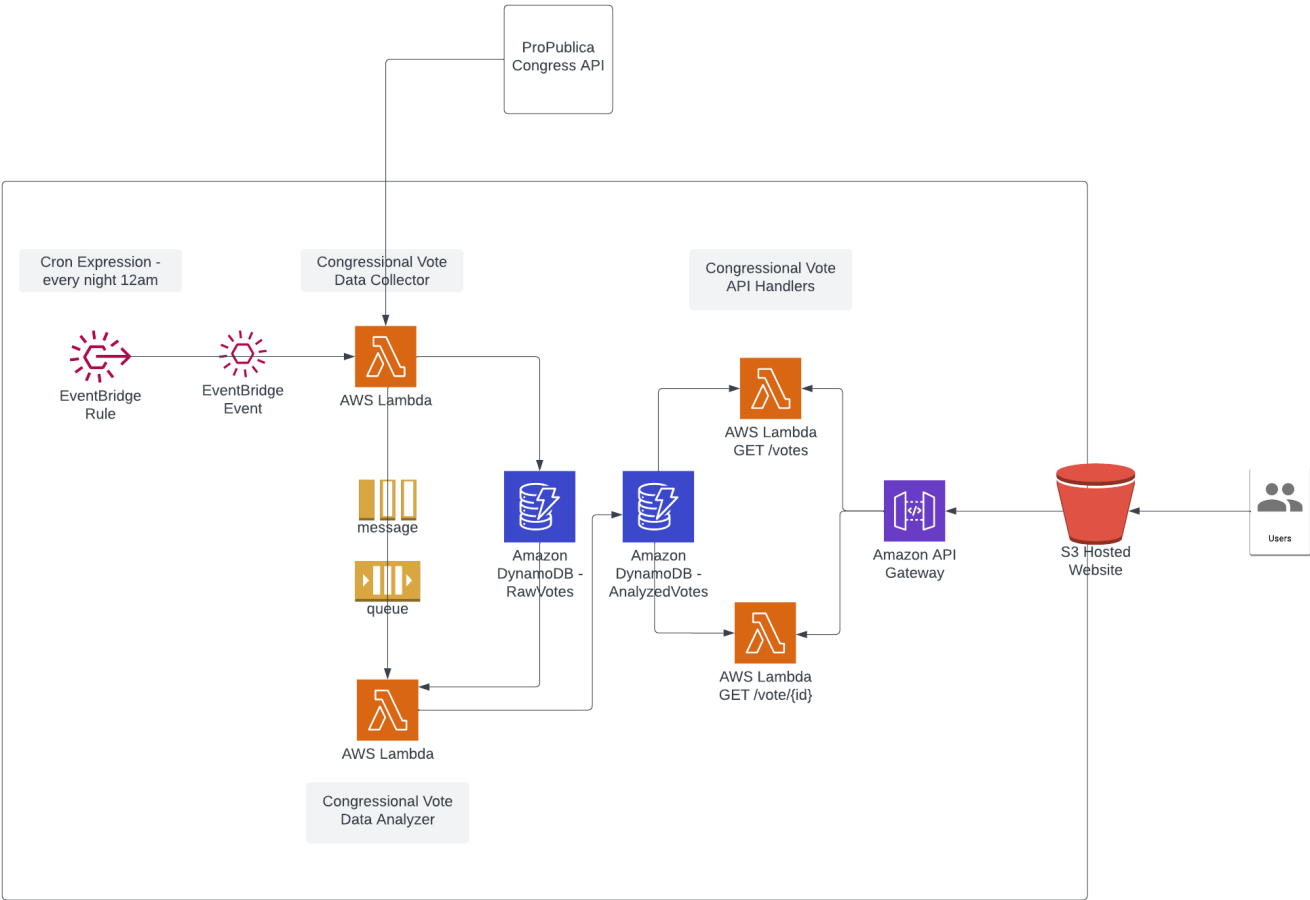 ProPublica
Congress API
Cron Expression -
every night 12am
Congressional Vote
Data Collector
Congressional Vote
API Handlers
EventBridge
Rule
EventBridge
Event
AWS Lambda
AWS Lambda
GET /votes
message
queue
Amazon
DynamoDB -
RawVotes
Amazon
DynamoDB -
AnalyzedVotes
Amazon API
Gateway
S3 Hosted
Website
Users
AWS Lambda
GET /vote/{id}
AWS Lambda
Congressional Vote
Data Analyzer